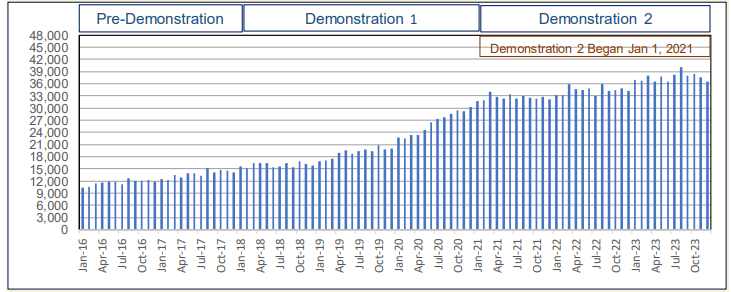 Pre-Demonstration Demonstration 1 Demonstration 2
Demonstration 2 Began Jan 1, 2021
48,000
45,000
42,000
39,000
36,000
33,000
30,000
27,000
24,000
21,000
18,000
15,000
12,000
9,000
6,000
3,000
0
Jan-16
Apr-16
Jul-16
Oct-16
Jan-17
Apr-17
Jul-17
Oct-17
Jan-18
Apr-18
Jul-18
Oct-18
Jan-19
Apr-19
Jul-19
Oct-19
Jan-20
Apr-20
Jul-20
Oct-20
Jan-21
Apr-21
Jul-21
Oct-21
Jan-22
Apr-22
Jul-22
Oct-22
Jan-23
Apr-23
Jul-23
Oct-23